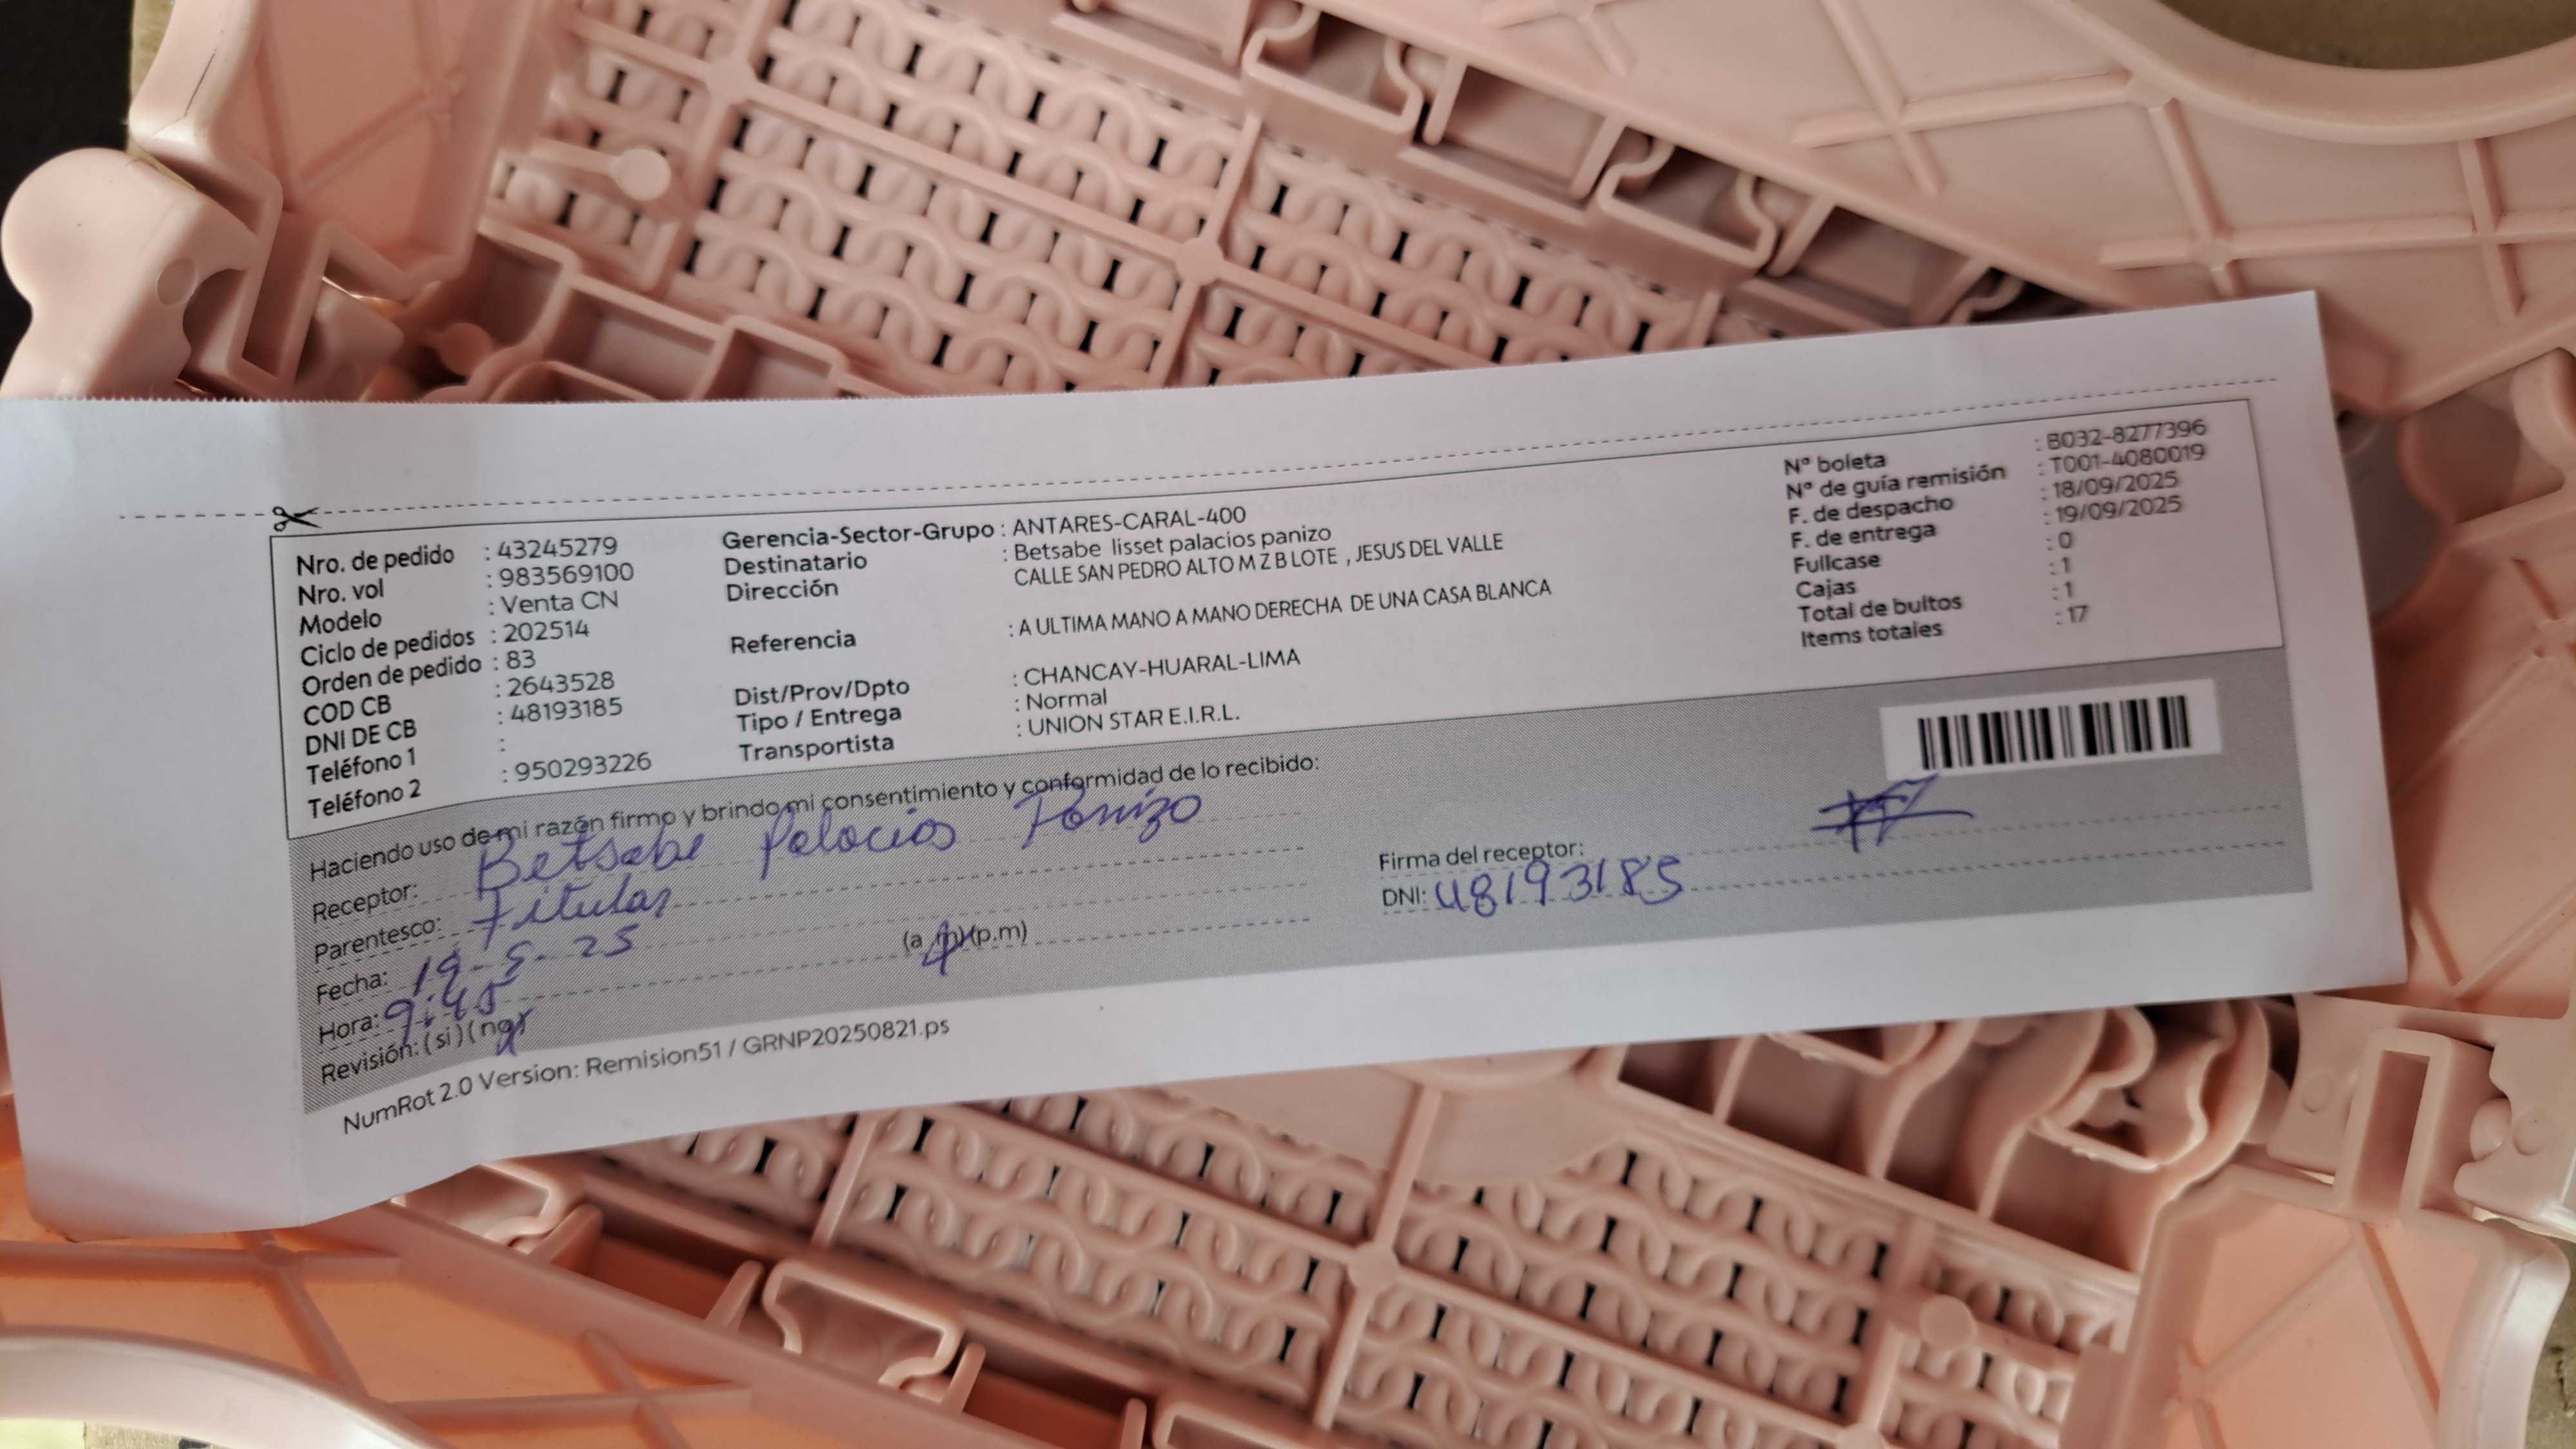 Nro. de pedido : 43245279
Nro. vol : 983569100
Modelo : Venta CN
Ciclo de pedidos : 202514
Orden de pedido : 83
COD CB : 2643528
DNI DE CB : 48193185
Teléfono 1 :
Teléfono 2 : 950293226
Gerencia-Sector-Grupo : ANTARES-CARAL-400
Destinatario : Betsabe lisset palacios panizo
Dirección CALLE SAN PEDRO ALTO M Z B LOTE , JESUS DEL VALLE
Referencia : A ULTIMA MANO A MANO DERECHA DE UNA CASA BLANCA
Dist/Prov/Dpto : CHANCAY-HUARAL-LIMA
Tipo / Entrega : Normal
Transportista : UNION STAR E.I.R.L.
Nº boleta : B032-8277396
Nº de guía remisión : T001-4080019
F. de despacho : 18/09/2025
F. de entrega : 19/09/2025
Fullcase : 0
Cajas : 1
Total de bultos : 1
Items totales : 17
Haciendo uso de mi razón firmo y brindo mi consentimiento y conformidad de lo recibido:
Receptor: Betsabe Palacios Panizo
Parentesco: Titular
Fecha: 19-9-25
Hora: 9:45 (a.m)(p.m)
Revisión: (si) (no)
Firma del receptor:
DNI: 48193185
NumRot 2.0 Version: Remision51 / GRNP20250821.ps